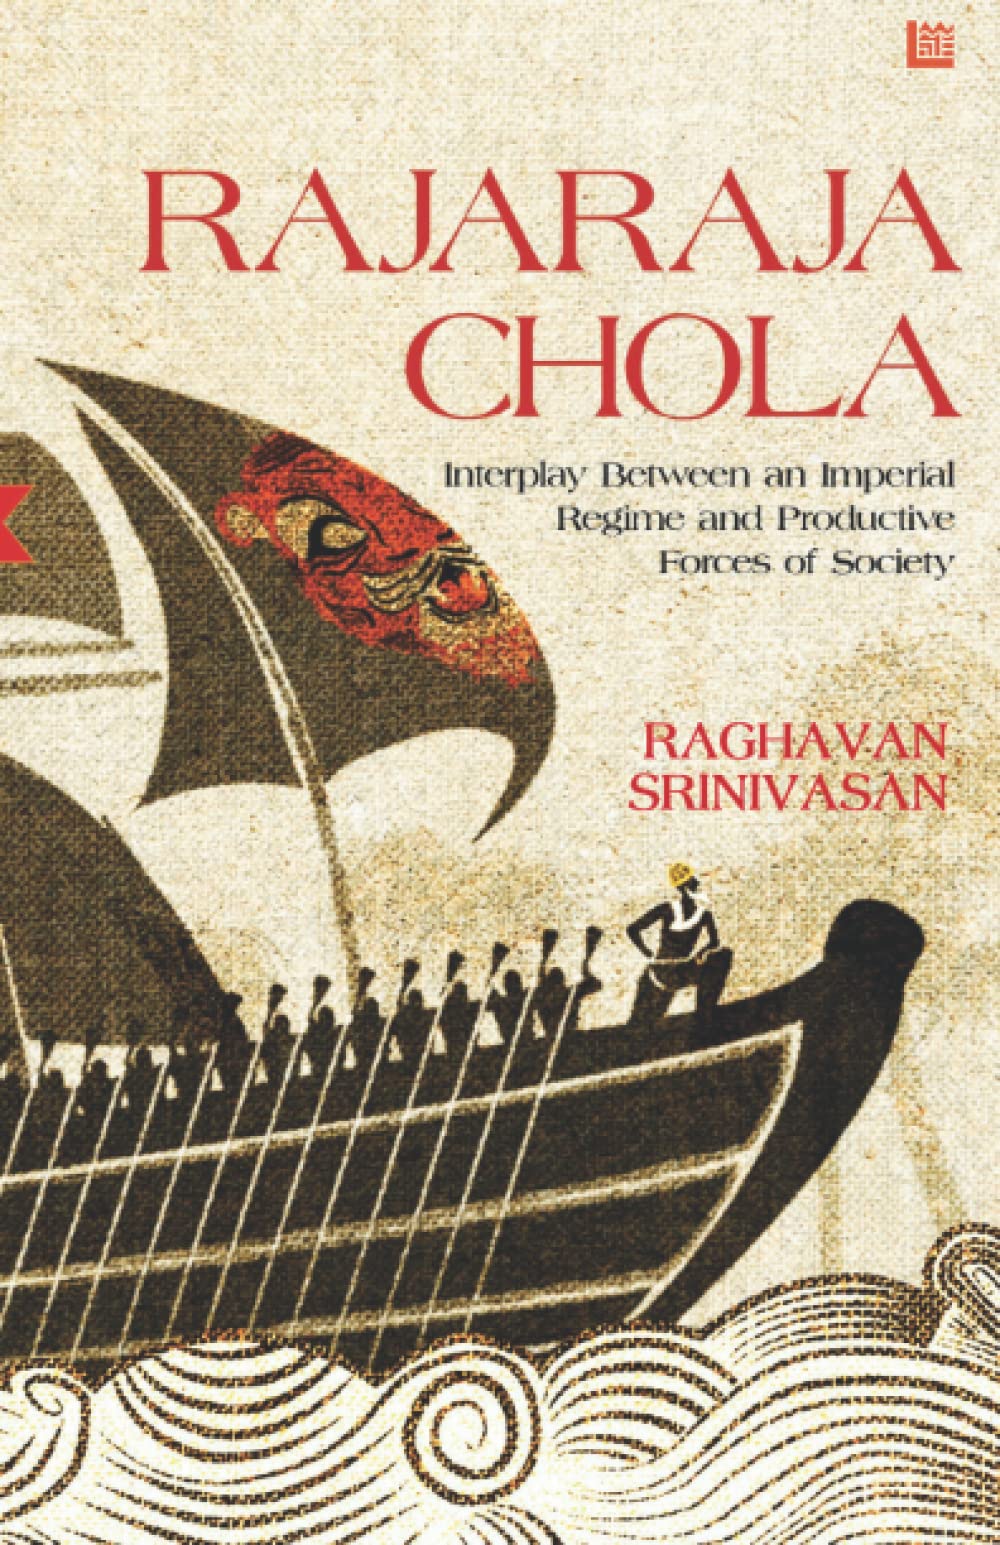 RAJARAJA
CHOLA
Interplay Between an Imperial
Regime and Productive
Forces of Society
RAGHAVAN
SRINIVASAN